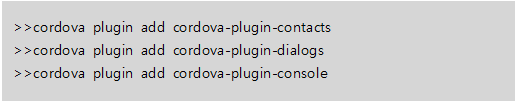 >>cordova plugin add cordova-plugin-contacts
>>cordova plugin add cordova-plugin-dialogs
>>cordova plugin add cordova-plugin-console